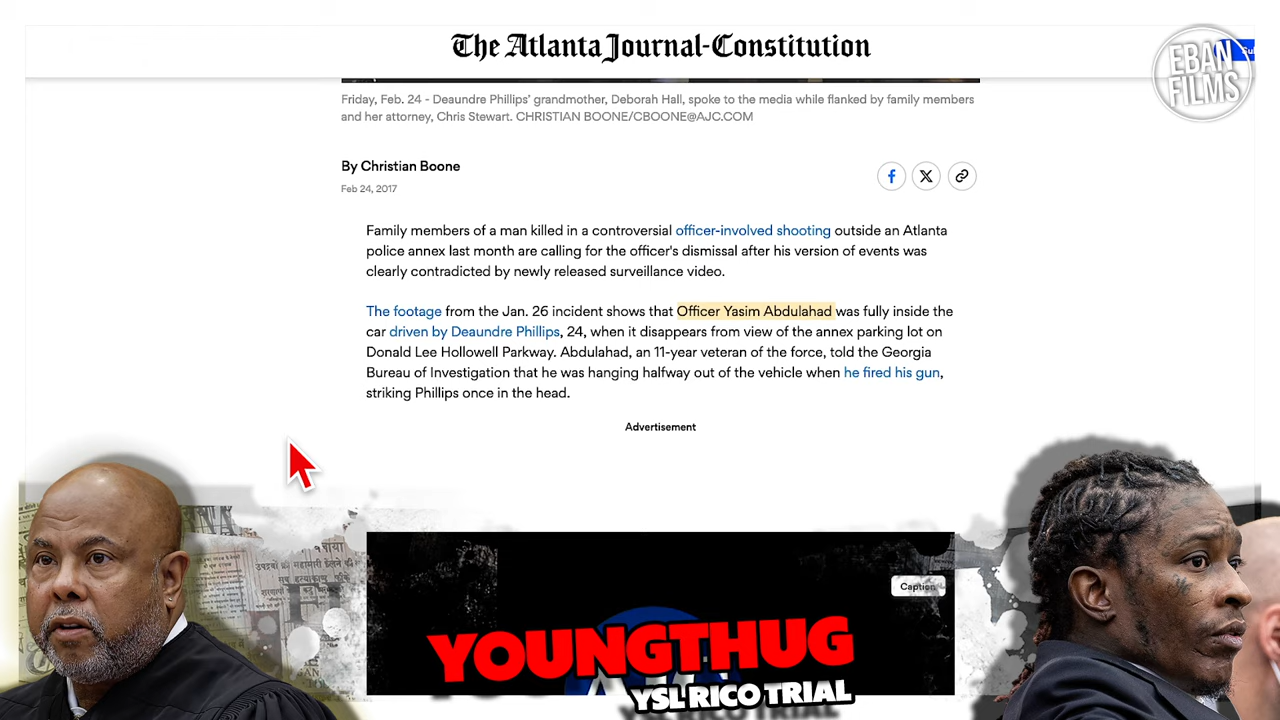 The Atlanta Journal-Constitution
EBAN
FILMS
Friday, Feb. 24 - Deaundre Phillips' grandmother, Deborah Hall, spoke to the media while flanked by family members
and her attorney, Chris Stewart. CHRISTIAN BOONE/CBOONE@AJC.COM
By Christian Boone
Feb 24, 2017
Family members of a man killed in a controversial officer-involved shooting outside an Atlanta
police annex last month are calling for the officer's dismissal after his version of events was
clearly contradicted by newly released surveillance video.
The footage from the Jan. 26 incident shows that Officer Yasim Abdulahad was fully inside the
car driven by Deaundre Phillips, 24, when it disappears from view of the annex parking lot on
Donald Lee Hollowell Parkway. Abdulahad, an 11-year veteran of the force, told the Georgia
Bureau of Investigation that he was hanging halfway out of the vehicle when he fired his gun,
striking Phillips once in the head.
Advertisement
Caption
YOUNGTHUG
YSL RICO TRIAL